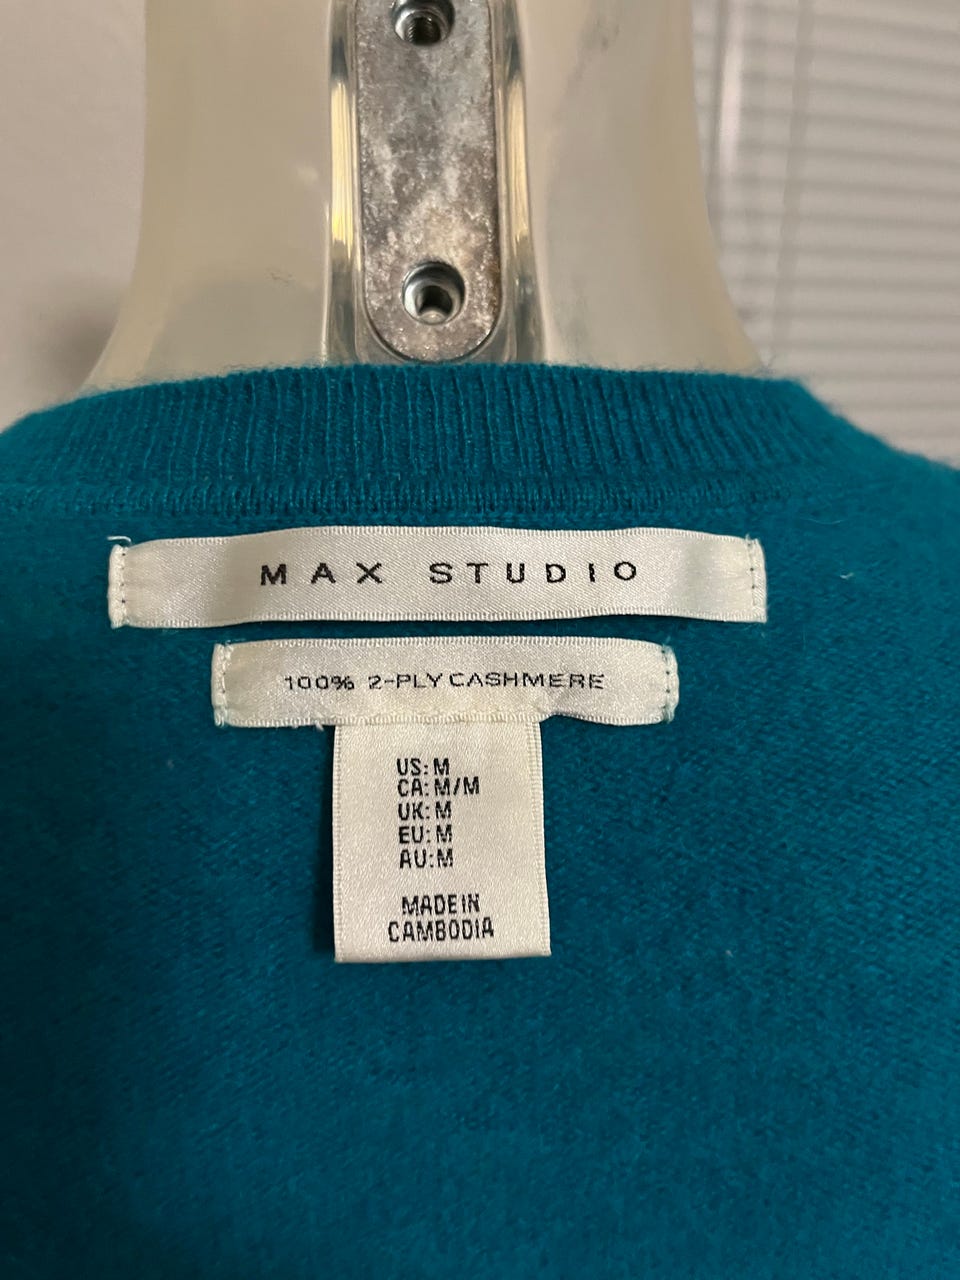 MAX STUDIO
100% 2-PLY CASHMERE
US: M
CA: M/M
UK: M
EU: M
AU: M
MADE IN
CAMBODIA